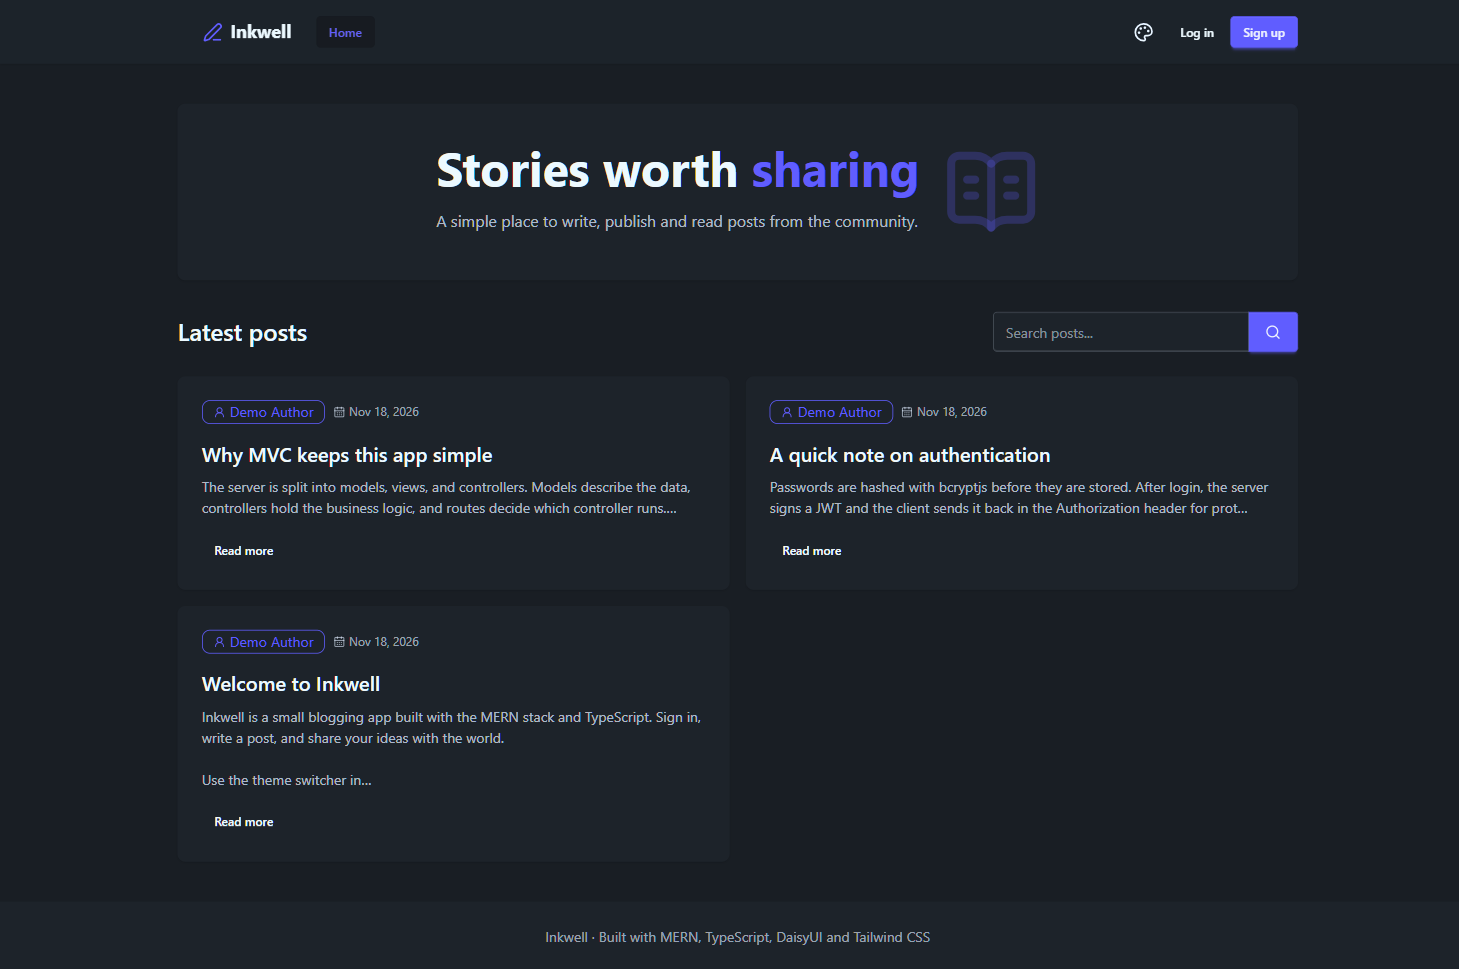 Inkwell
Home
Log in
Sign up
Stories worth sharing
A simple place to write, publish and read posts from the community.
Latest posts
Search posts...
Demo Author Nov 18, 2026
Why MVC keeps this app simple
The server is split into models, views, and controllers. Models describe the data,
controllers hold the business logic, and routes decide which controller runs....
Read more
Demo Author Nov 18, 2026
A quick note on authentication
Passwords are hashed with bcryptjs before they are stored. After login, the server
signs a JWT and the client sends it back in the Authorization header for prot...
Read more
Demo Author Nov 18, 2026
Welcome to Inkwell
Inkwell is a small blogging app built with the MERN stack and TypeScript. Sign in,
write a post, and share your ideas with the world.
Use the theme switcher in...
Read more
Inkwell · Built with MERN, TypeScript, DaisyUI and Tailwind CSS